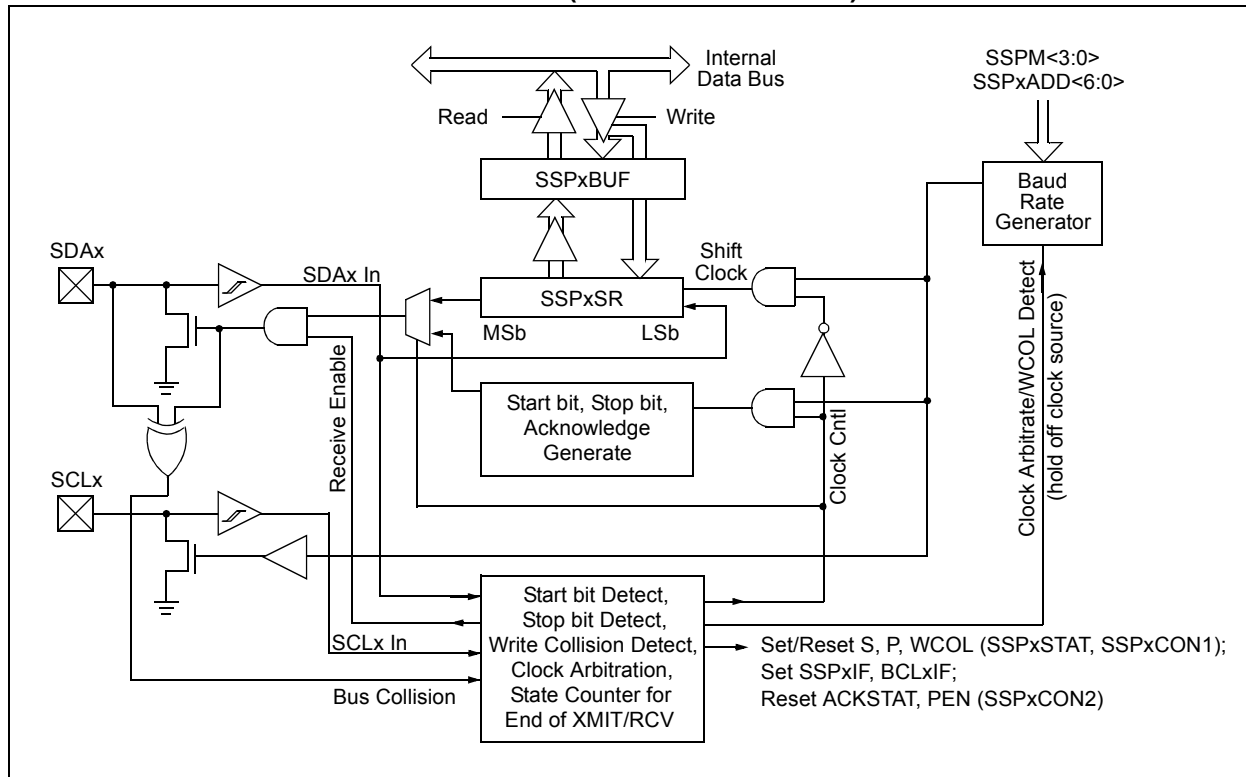 Internal
Data Bus
SSPM<3:0>
SSPxADD<6:0>
Read
Write
SSPxBUF
Baud
Rate
Generator
SDAx
SDAx In
Shift
Clock
SSPxSR
MSb
LSb
Receive Enable
Start bit, Stop bit,
Acknowledge
Generate
Clock Cntl
Clock Arbitrate/WCOL Detect
(hold off clock source)
SCLx
SCLx In
Bus Collision
Start bit Detect,
Stop bit Detect,
Write Collision Detect,
Clock Arbitration,
State Counter for
End of XMIT/RCV
Set/Reset S, P, WCOL (SSPxSTAT, SSPxCON1);
Set SSPxIF, BCLxIF;
Reset ACKSTAT, PEN (SSPxCON2)